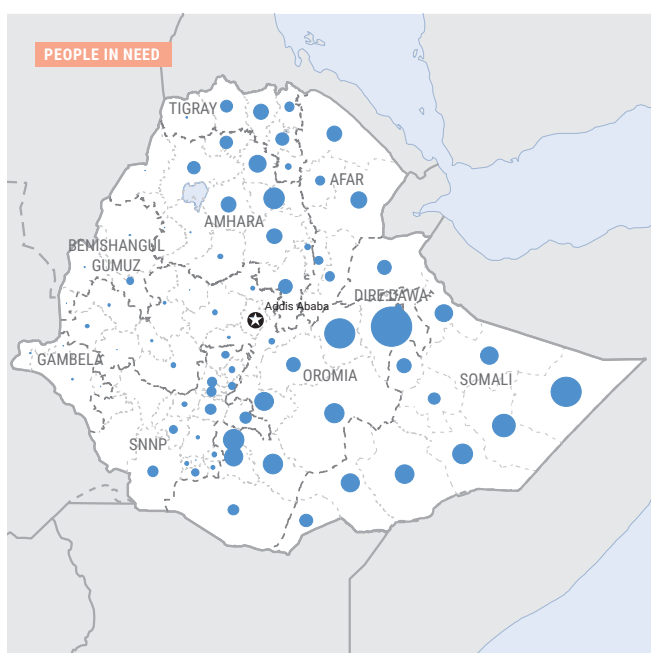 PEOPLE IN NEED
TIGRAY
AFAR
AMHARA
BENISHANGUL
GUMUZ
DIRE DAWA
Addis Ababa
GAMBELA
OROMIA
SOMALI
SNNP